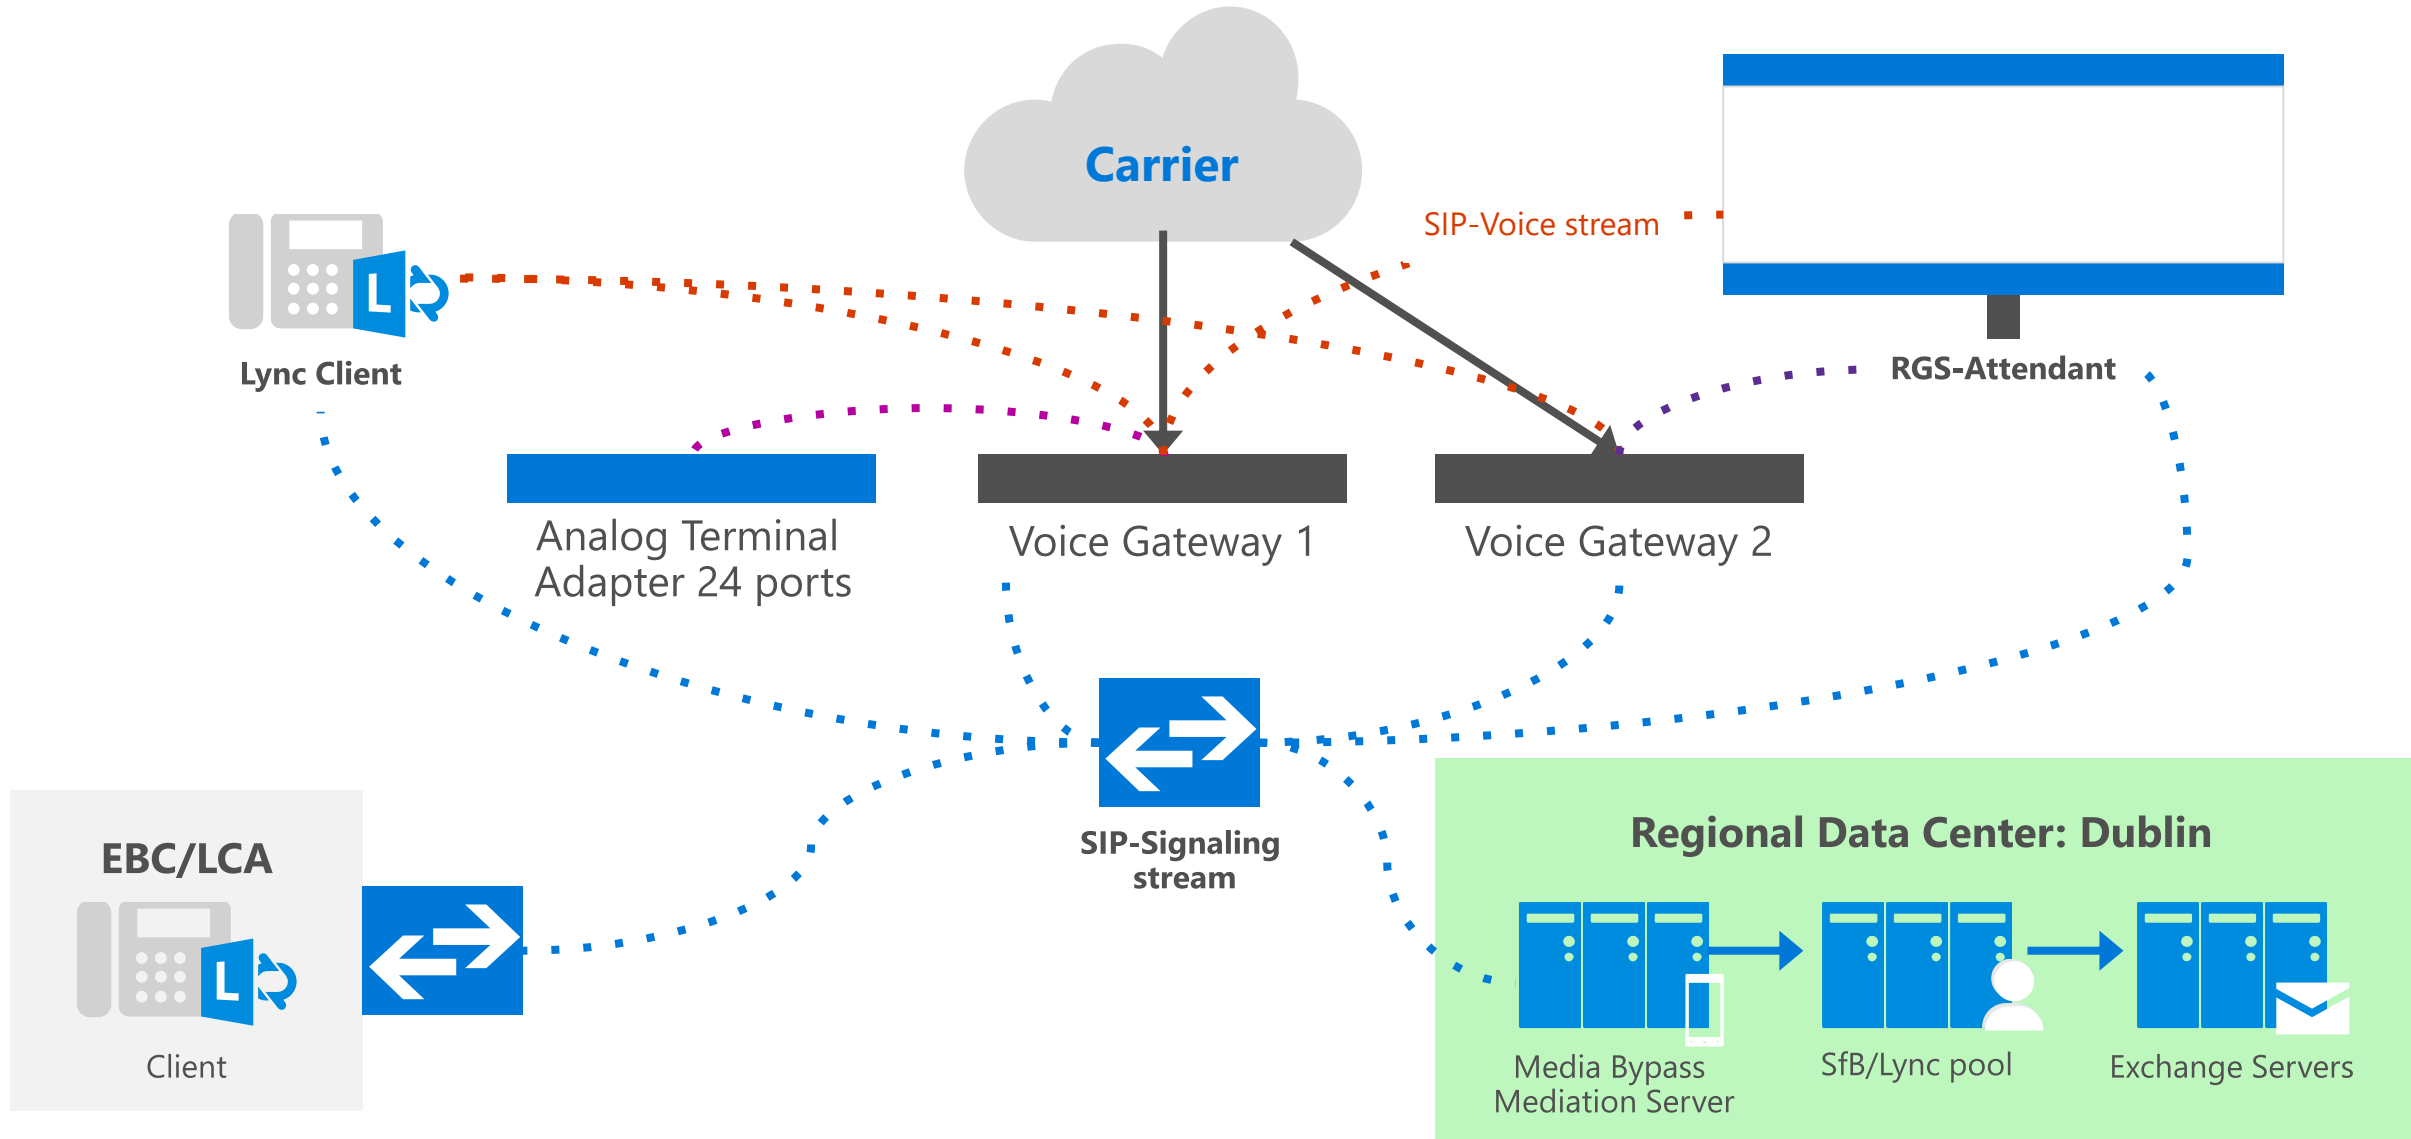 Carrier
SIP-Voice stream
Lync Client
RGS-Attendant
Analog Terminal
Adapter 24 ports
Voice Gateway 1
Voice Gateway 2
SIP-Signaling
stream
EBC/LCA
Client
Regional Data Center: Dublin
Media Bypass
Mediation Server
SfB/Lync pool
Exchange Servers